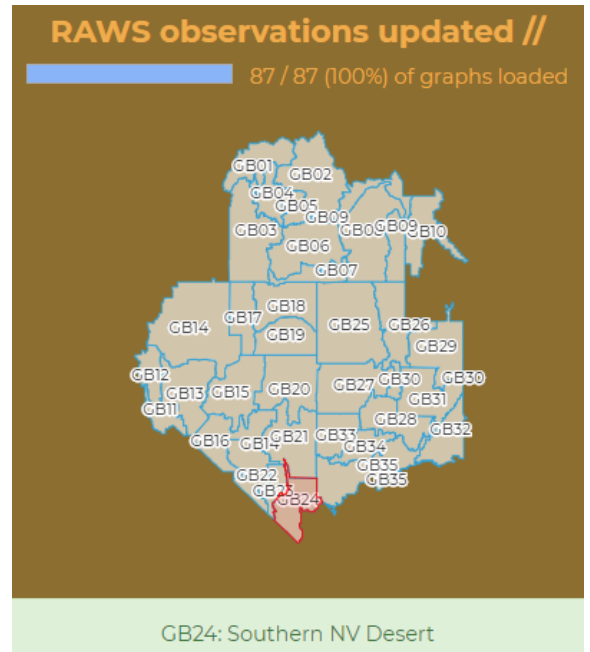 RAWS observations updated //
87 / 87 (100%) of graphs loaded
GB01
GB02
GB04
GB05
GB09
GB03
GB09
GB10
GB06
GB07
GB18
GB17
GB14
GB19
GB25
GB26
GB29
GB12
GB13
GB15
GB20
GB27
GB30
GB30
GB11
GB31
GB28
GB16
GB14
GB21
GB33
GB32
GB34
GB22
GB35
GB35
GB23
GB24
GB24: Southern NV Desert